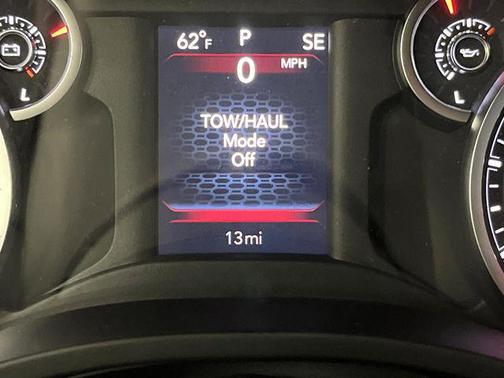 62°F P SE
0 MPH
TOW/HAUL
Mode
Off
13mi
L
L